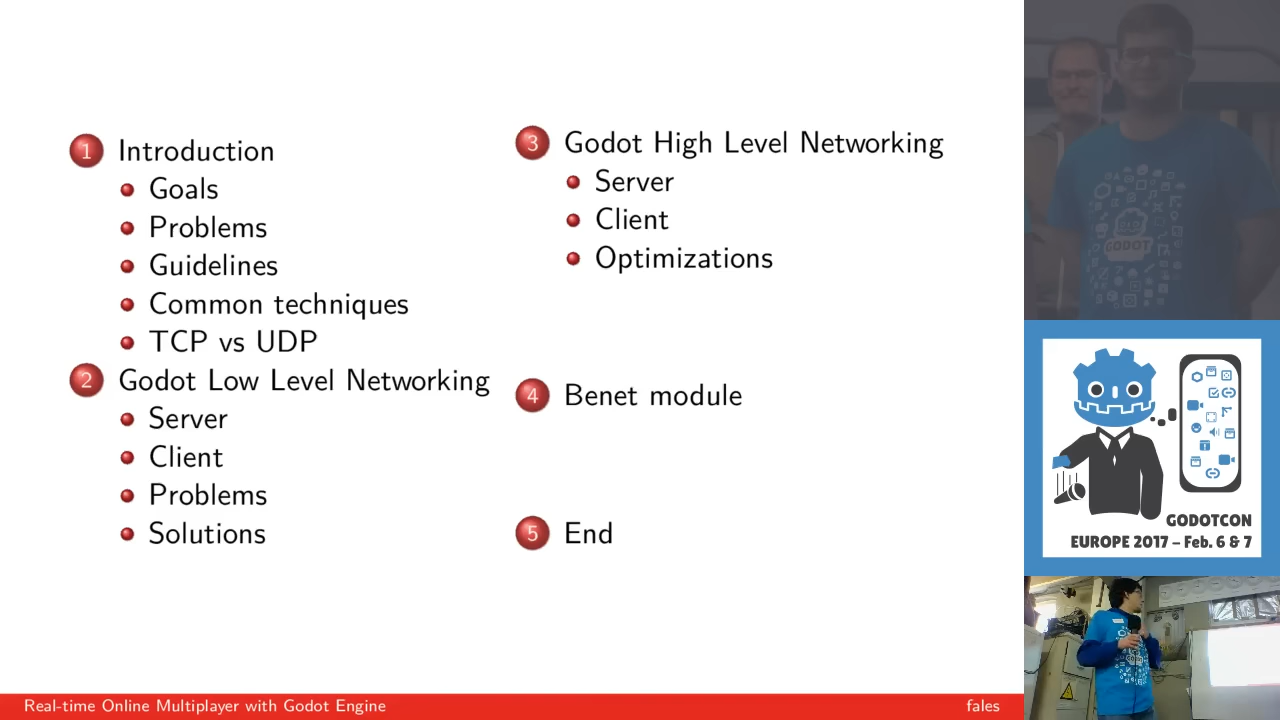 1 Introduction
Goals
Problems
Guidelines
Common techniques
TCP vs UDP
2 Godot Low Level Networking
Server
Client
Problems
Solutions
3 Godot High Level Networking
Server
Client
Optimizations
4 Benet module
5 End
Real-time Online Multiplayer with Godot Engine
fales
GODOT
GODOTCON
EUROPE 2017 – Feb. 6 & 7